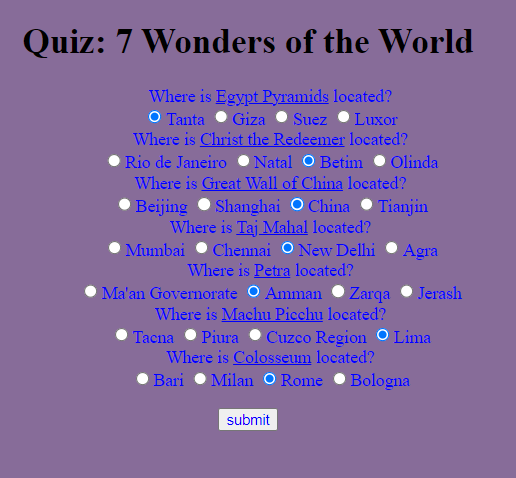 Quiz: 7 Wonders of the World
Where is Egypt Pyramids located?
Tanta Giza Suez Luxor
Where is Christ the Redeemer located?
Rio de Janeiro Natal Betim Olinda
Where is Great Wall of China located?
Beijing Shanghai China Tianjin
Where is Taj Mahal located?
Mumbai Chennai New Delhi Agra
Where is Petra located?
Ma'an Governorate Amman Zarqa Jerash
Where is Machu Picchu located?
Tacna Piura Cuzco Region Lima
Where is Colosseum located?
Bari Milan Rome Bologna
submit